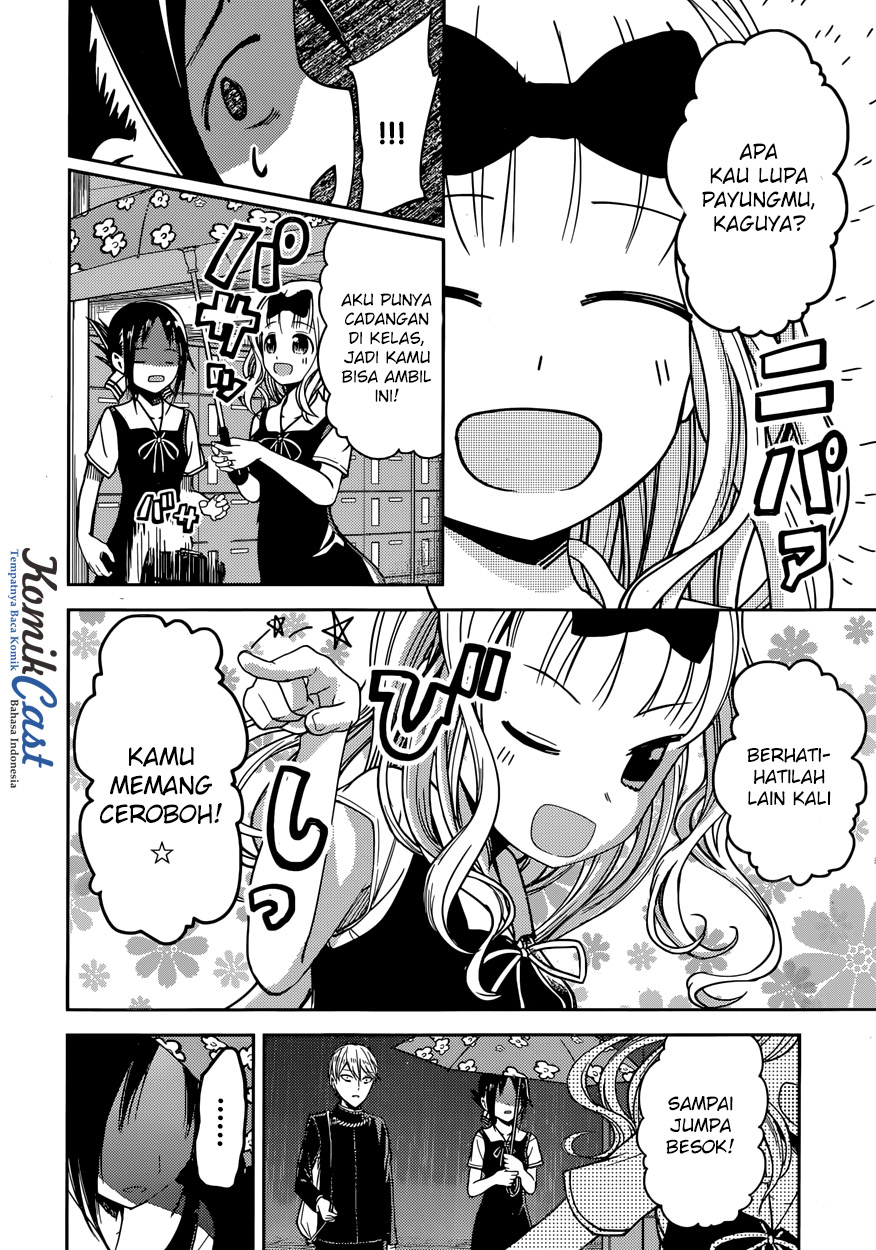 APA
KAU LUPA
PAYUNGMU,
KAGUYA?
ニパァ
!!!
AKU PUNYA
CADANGAN
DI KELAS,
JADI KAMU
BISA AMBIL
INI!
パサッ
バサ
BERHATI-
HATILAH
LAIN KALI
びしっ
KAMU
MEMANG
CEROBOH!
☆
SAMPAI
JUMPA
BESOK!
........
KomikCast
Tempatnya Baca Komik Bahasa Indonesia